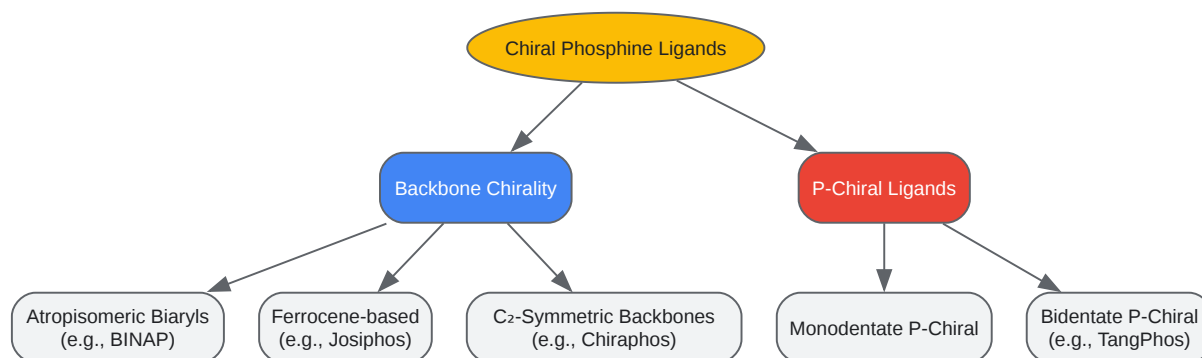 Chiral Phosphine Ligands
Backbone Chirality
P-Chiral Ligands
Atropisomeric Biaryls
(e.g., BINAP)
Ferrocene-based
(e.g., Josiphos)
C₂-Symmetric Backbones
(e.g., Chiraphos)
Monodentate P-Chiral
Bidentate P-Chiral
(e.g., TangPhos)